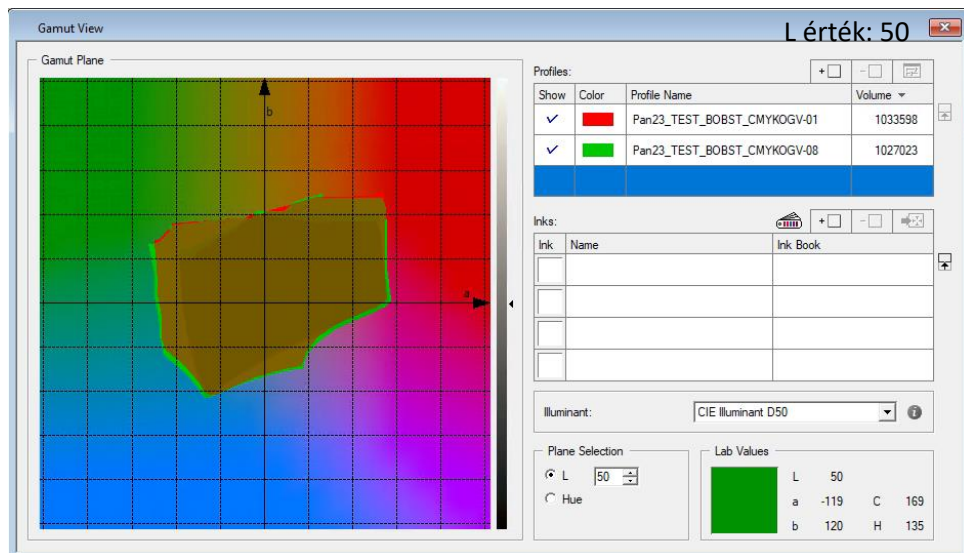 Gamut View
L érték: 50
Gamut Plane
b
a
Profiles:
Show Color Profile Name Volume
Pan23_TEST_BOBST_CMYKOGV-01 1033598
Pan23_TEST_BOBST_CMYKOGV-08 1027023
Inks:
Ink Name Ink Book
Illuminant: CIE Illuminant D50
Plane Selection
L 50
Hue
Lab Values
L 50
a -119 C 169
b 120 H 135